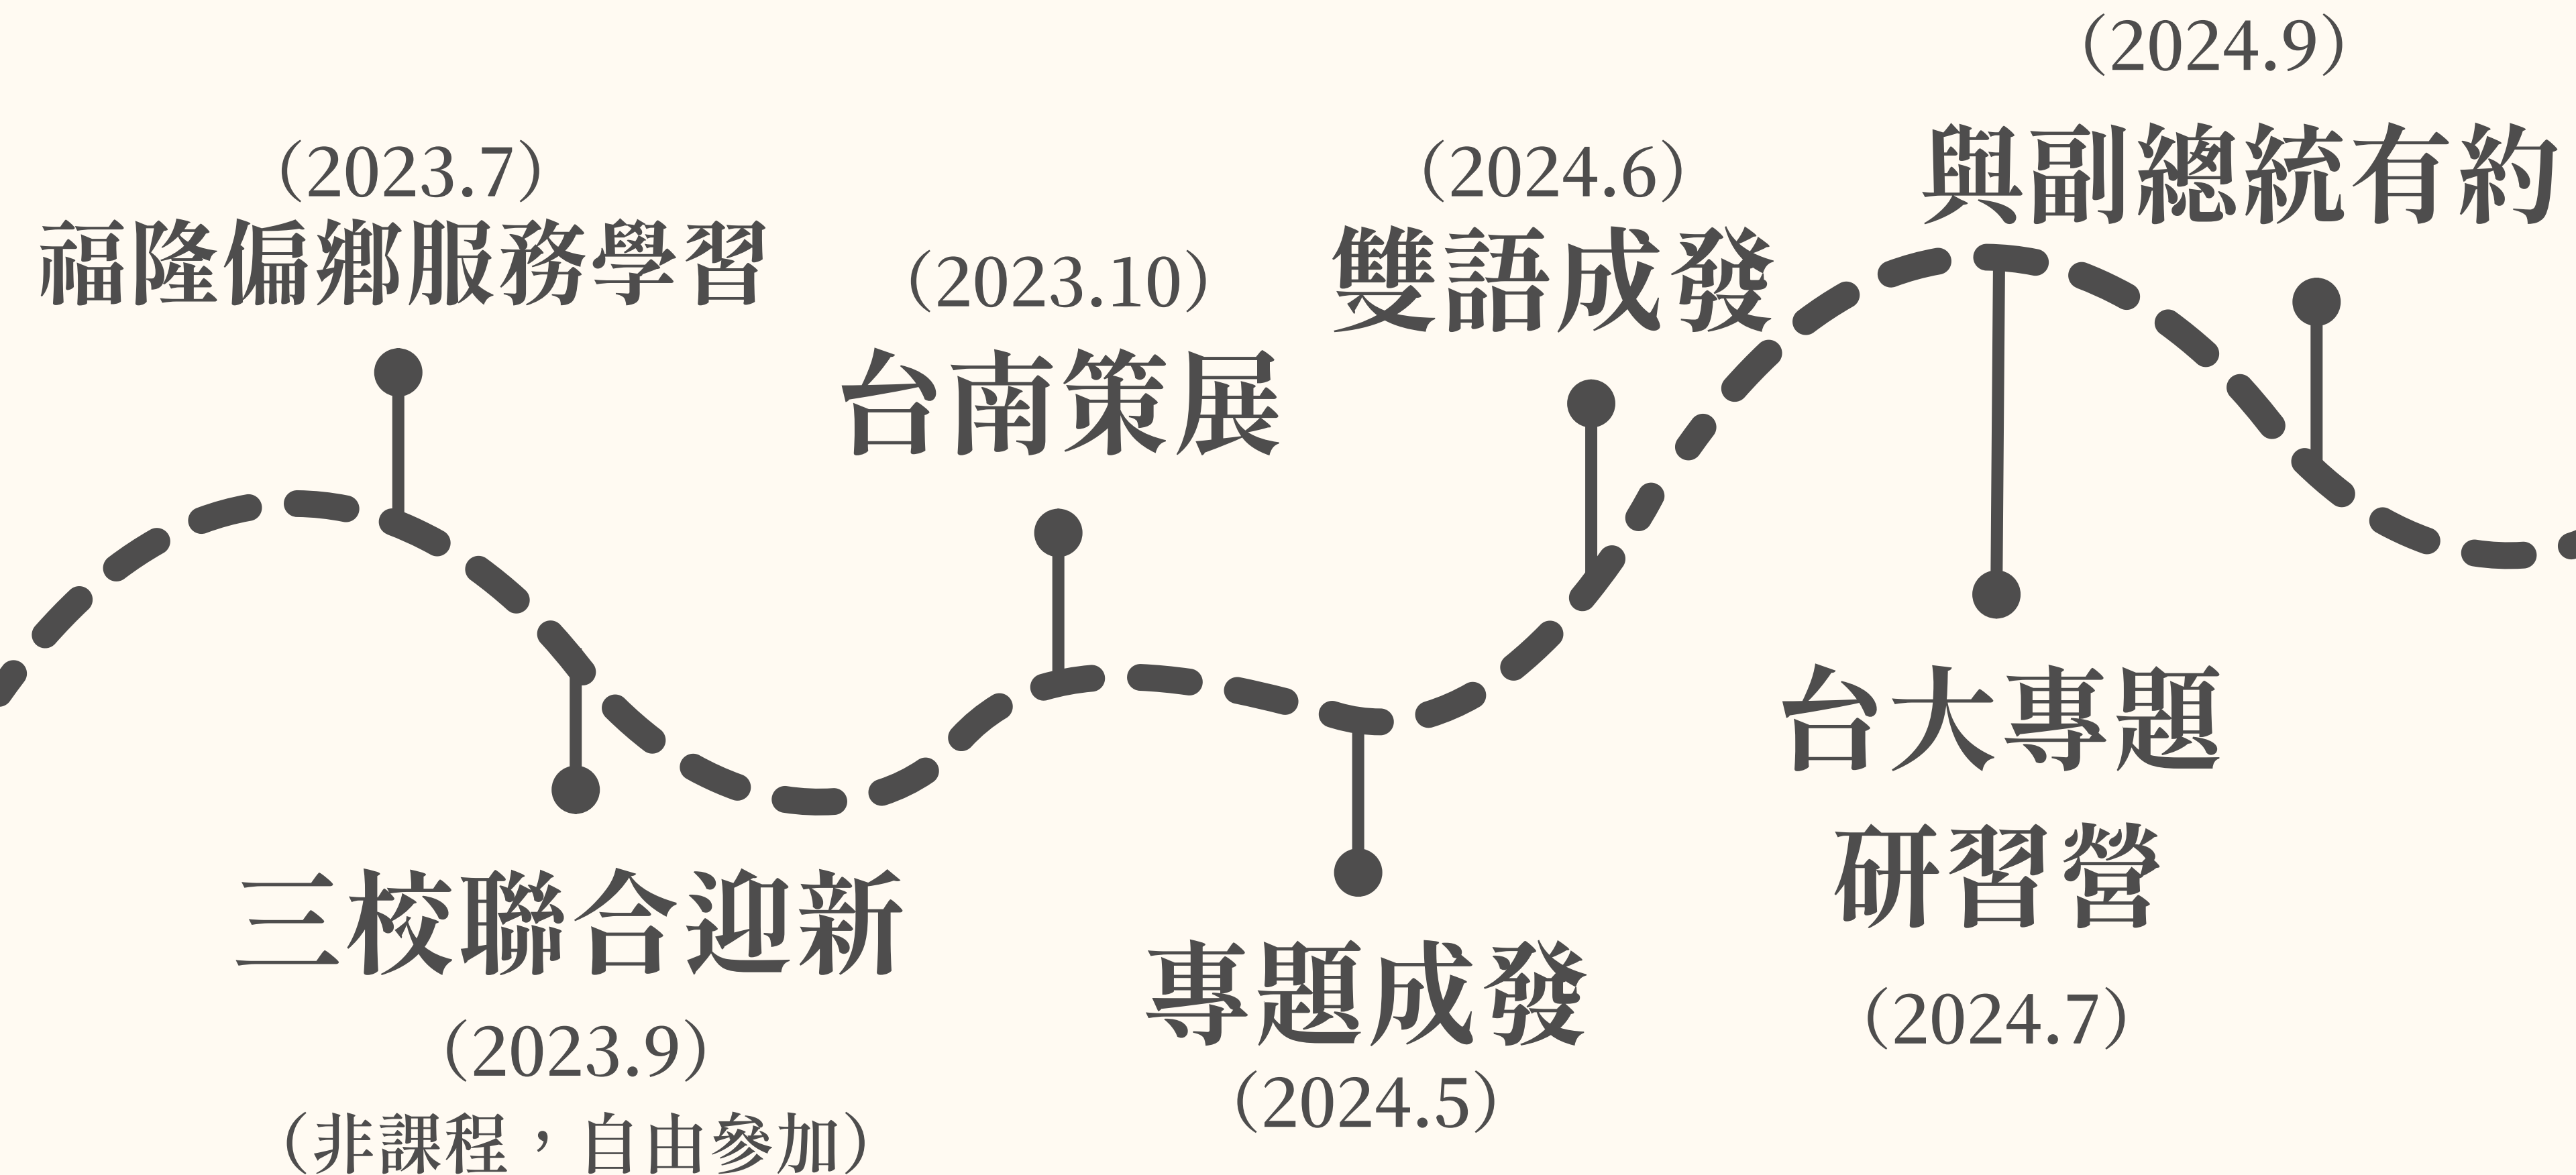 (2023.7)
福隆偏鄉服務學習
三校聯合迎新
(2023.9)
(非課程，自由參加)
(2023.10)
台南策展
專題成發
(2024.5)
(2024.6)
雙語成發
台大專題
研習營
(2024.7)
(2024.9)
與副總統有約